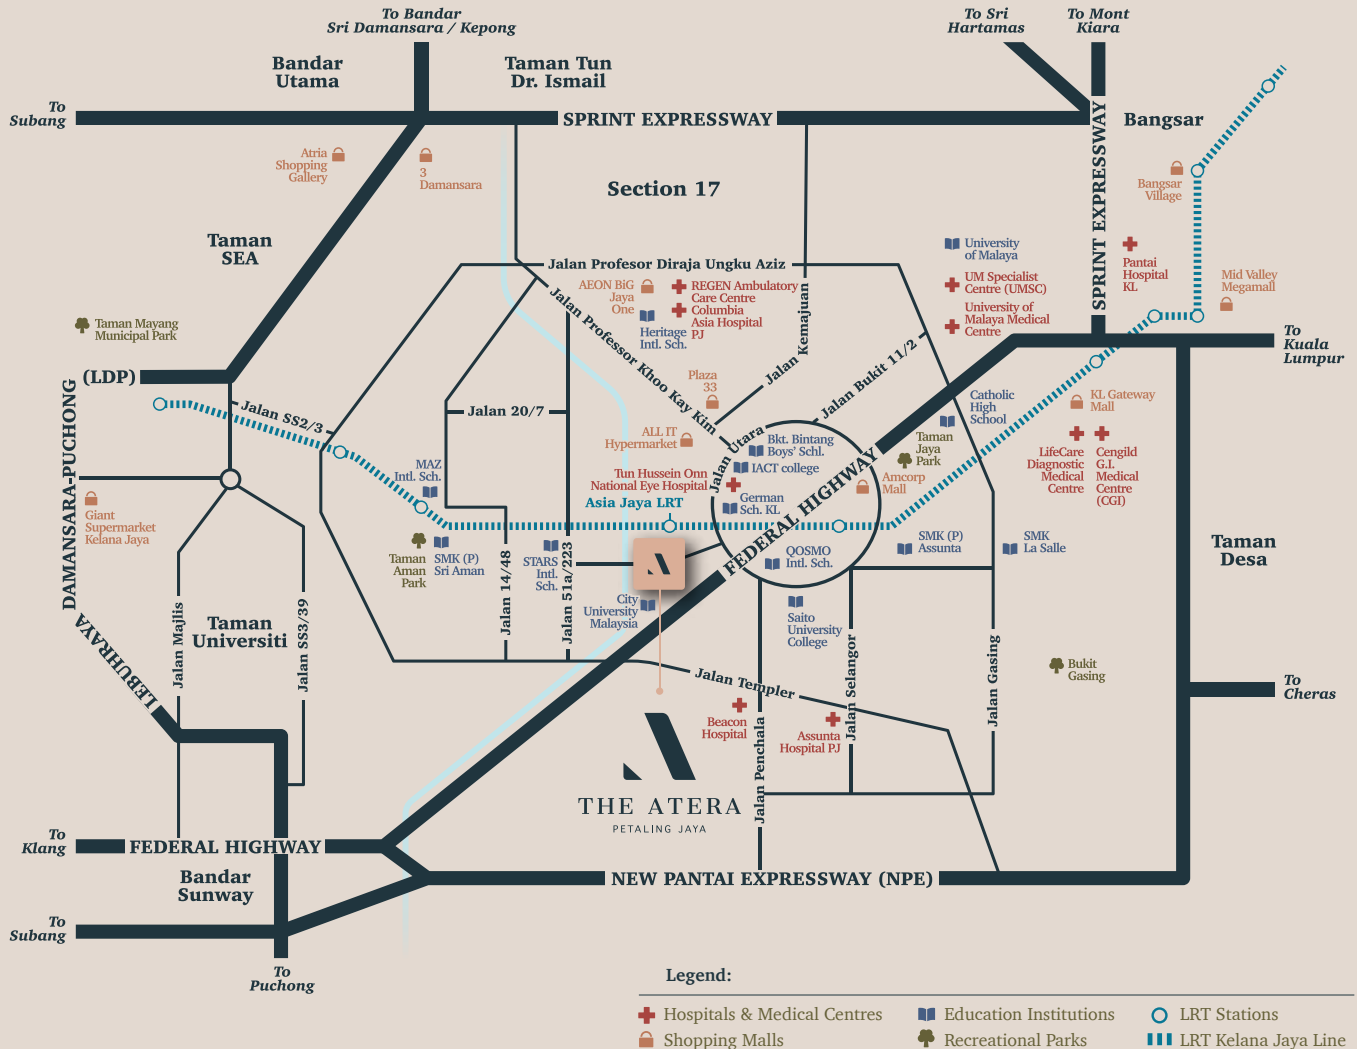 To Bandar
Sri Damansara / Kepong
To Sri
Hartamas
To Mont
Kiara
Bandar
Utama
Taman Tun
Dr. Ismail
To
Subang
SPRINT EXPRESSWAY
Bangsar
SPRINT EXPRESSWAY
Atria
Shopping
Gallery
3
Damansara
Section 17
Bangsar
Village
Taman
SEA
University
of Malaya
Pantai
Hospital
KL
Jalan Profesor Diraja Ungku Aziz
UM Specialist
Centre (UMSC)
Mid Valley
Megamall
AEON BiG
Jaya
One
REGEN Ambulatory
Care Centre
Columbia
Asia Hospital
PJ
Heritage
Intl. Sch.
University of
Malaya Medical
Centre
Taman Mayang
Municipal Park
Jalan Professor Khoo Kay Kim
Jalan Kemajuan
Jalan Bukit 11/2
To
Kuala
Lumpur
(LDP)
DAMANSARA-PUCHONG
LEBUHRAYA
Plaza
33
Jalan SS2/3
Jalan 20/7
Catholic
High
School
KL Gateway
Mall
ALL IT
Hypermarket
Jalan Utara
Bkt. Bintang
Boys' Schl.
IACT college
Taman
Jaya
Park
LifeCare
Diagnostic
Medical
Centre
Cengild
G.I.
Medical
Centre
(CGI)
MAZ
Intl. Sch.
Tun Hussein Onn
National Eye Hospital
Amcorp
Mall
German
Sch. KL
Asia Jaya LRT
FEDERAL HIGHWAY
Giant
Supermarket
Kelana Jaya
Taman
Aman
Park
SMK (P)
Sri Aman
STARS
Intl.
Sch.
QOSMO
Intl. Sch.
SMK (P)
Assunta
SMK
La Salle
Taman
Desa
Jalan 14/48
Jalan 51a/223
City
University
Malaysia
Saito
University
College
Jalan Majlis
Taman
Universiti
Jalan SS3/39
Jalan Selangor
Jalan Gasing
Bukit
Gasing
Jalan Templer
To
Cheras
Beacon
Hospital
Jalan Penchala
Assunta
Hospital PJ
THE ATERA
PETALING JAYA
To
Klang
FEDERAL HIGHWAY
Bandar
Sunway
NEW PANTAI EXPRESSWAY (NPE)
To
Subang
To
Puchong
Legend:
Hospitals & Medical Centres
Education Institutions
LRT Stations
Shopping Malls
Recreational Parks
LRT Kelana Jaya Line